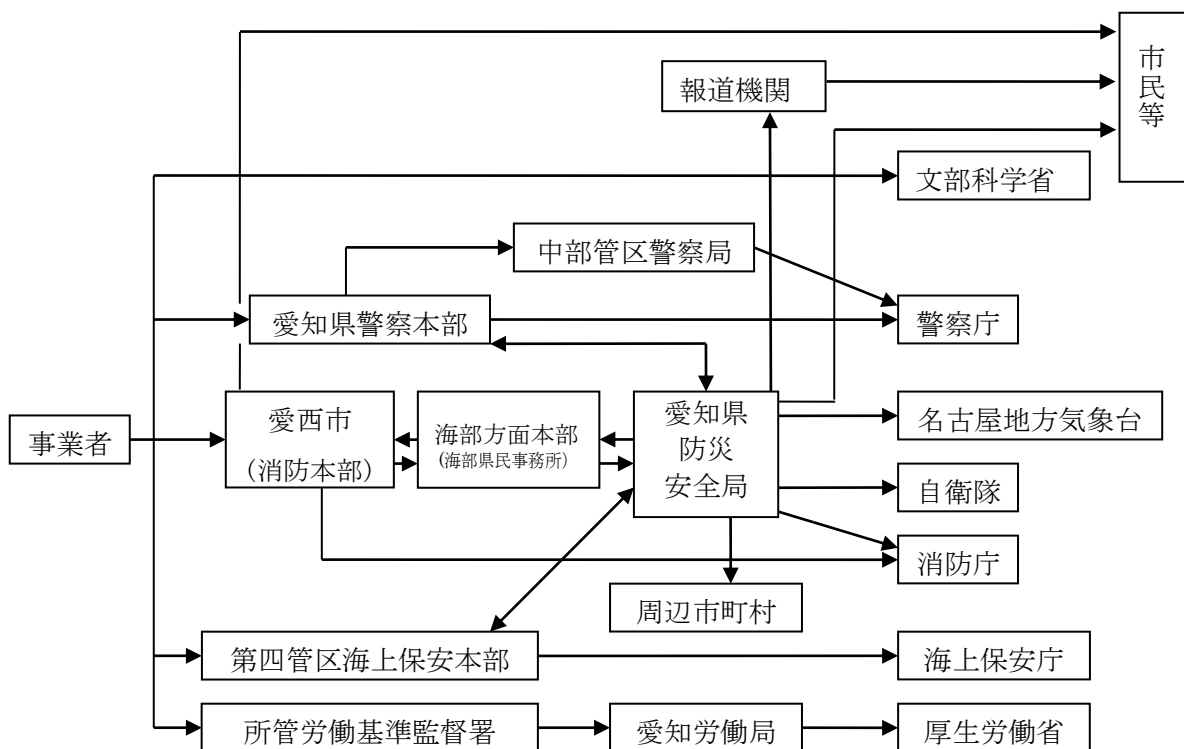 市民等
報道機関
文部科学省
中部管区警察局
愛知県警察本部
警察庁
事業者
愛西市
(消防本部)
海部方面本部
(海部県民事務所)
愛知県
防災
安全局
名古屋地方気象台
自衛隊
消防庁
周辺市町村
第四管区海上保安本部
海上保安庁
所管労働基準監督署
愛知労働局
厚生労働省